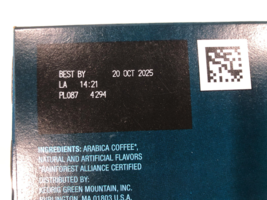 BEST BY 20 OCT 2025
LA 14:21
PL087 4294
INGREDIENTS: ARABICA COFFEE*,
NATURAL AND ARTIFICIAL FLAVORS
*RAINFOREST ALLIANCE CERTIFIED
DISTRIBUTED BY:
KEURIG GREEN MOUNTAIN, INC.
BURLINGTON, MA 01803 U.S.A.